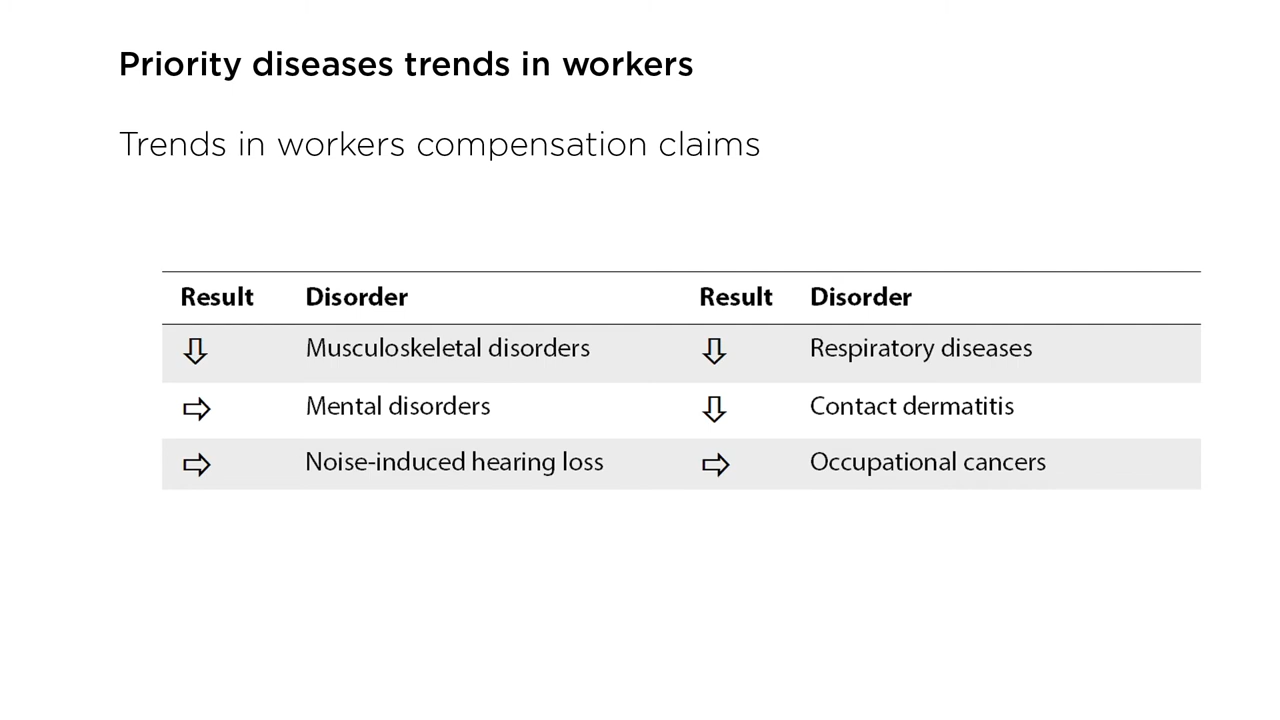 Priority diseases trends in workers
Trends in workers compensation claims
Result Disorder Result Disorder
⇩ Musculoskeletal disorders ⇩ Respiratory diseases
⇨ Mental disorders ⇩ Contact dermatitis
⇨ Noise-induced hearing loss ⇨ Occupational cancers